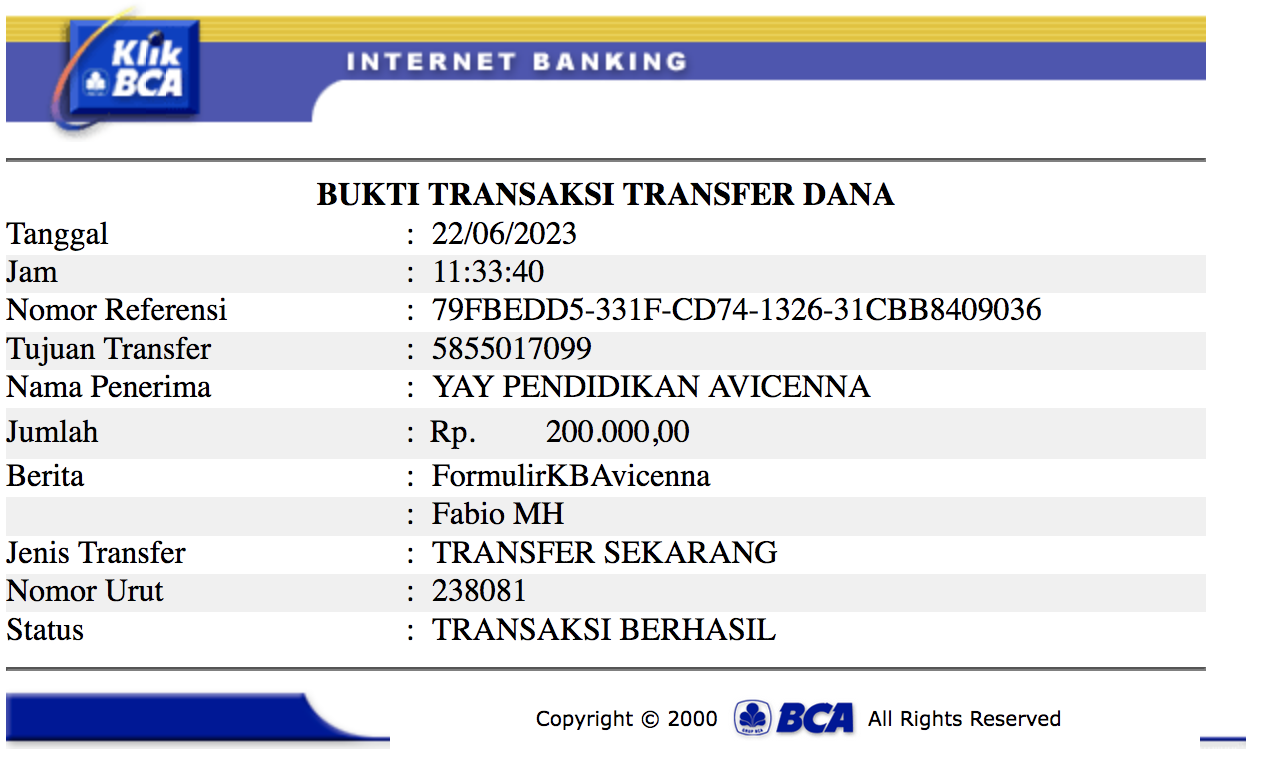 Klik
BCA
INTERNET BANKING
BUKTI TRANSAKSI TRANSFER DANA
Tanggal : 22/06/2023
Jam : 11:33:40
Nomor Referensi : 79FBEDD5-331F-CD74-1326-31CBB8409036
Tujuan Transfer : 5855017099
Nama Penerima : YAY PENDIDIKAN AVICENNA
Jumlah : Rp. 200.000,00
Berita : FormulirKBAvicenna
: Fabio MH
Jenis Transfer : TRANSFER SEKARANG
Nomor Urut : 238081
Status : TRANSAKSI BERHASIL
Copyright © 2000 BCA All Rights Reserved